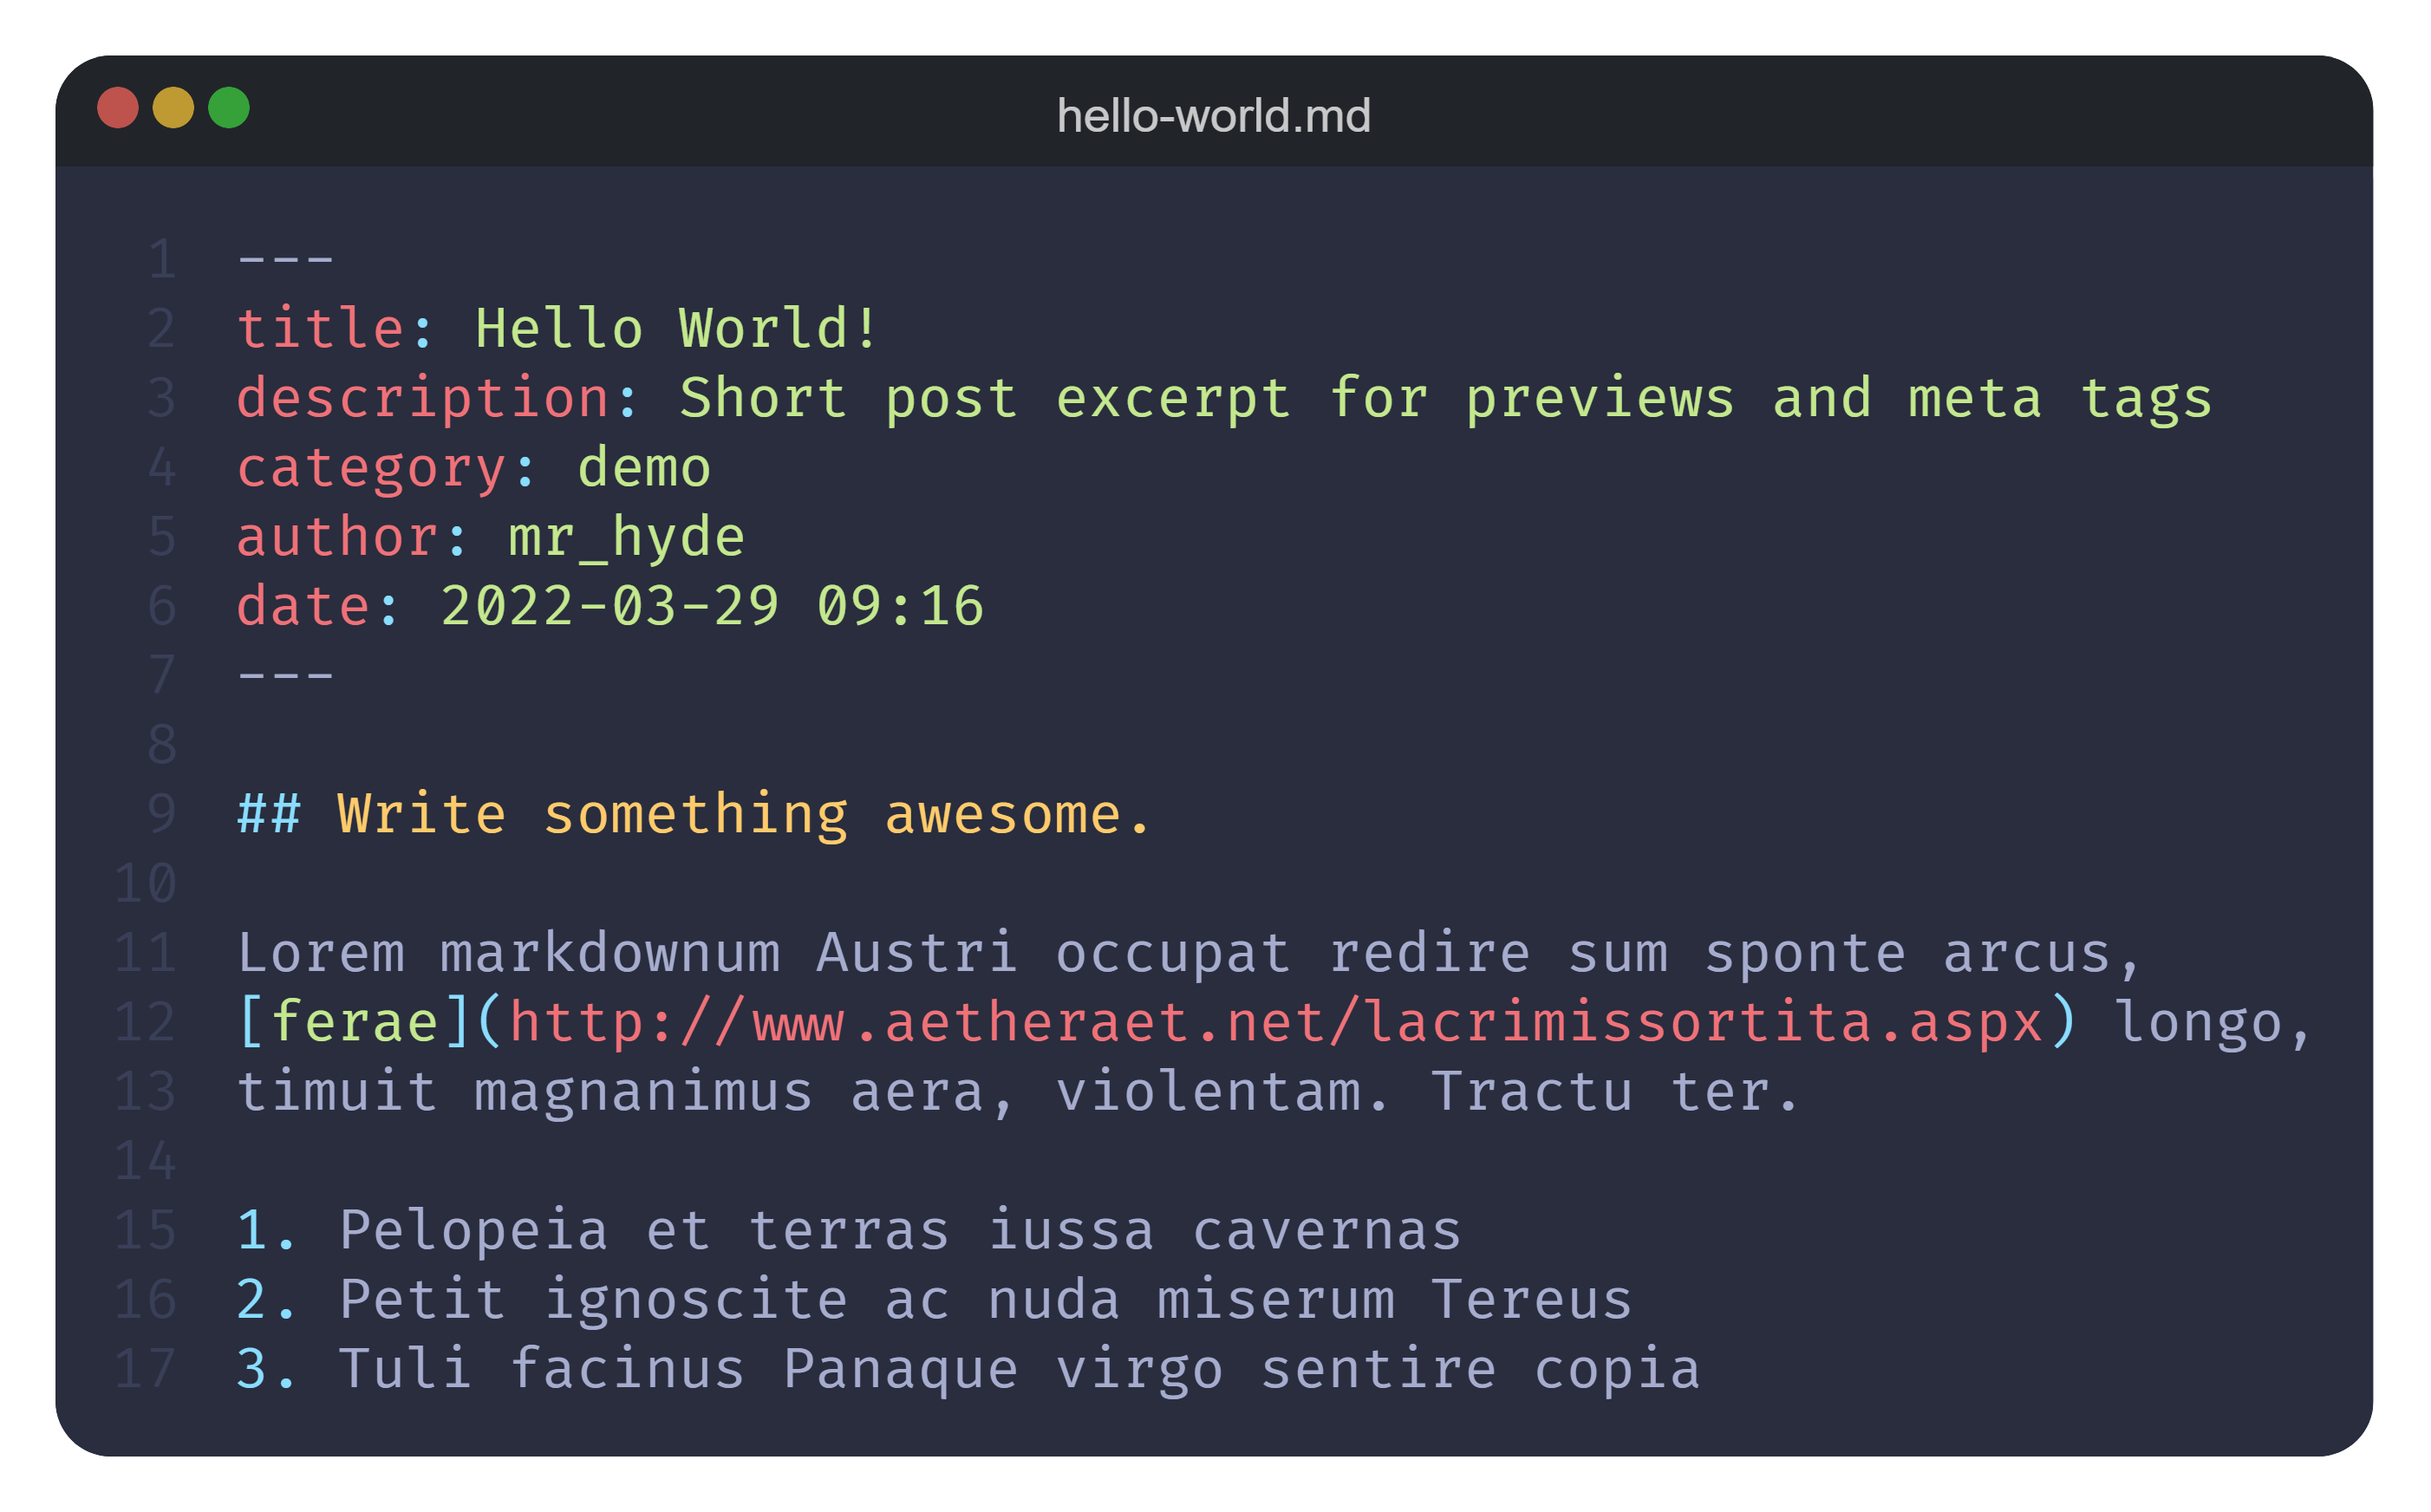 hello-world.md
1 ---
2 title: Hello World!
3 description: Short post excerpt for previews and meta tags
4 category: demo
5 author: mr_hyde
6 date: 2022-03-29 09:16
7 ---
8
9 ## Write something awesome.
10
11 Lorem markdownum Austri occupat redire sum sponte arcus,
12 [ferae](http://www.aetheraet.net/lacrimissortita.aspx) longo,
13 timuit magnanimus aera, violentam. Tractu ter.
14
15 1. Pelopeia et terras iussa cavernas
16 2. Petit ignoscite ac nuda miserum Tereus
17 3. Tuli facinus Panaque virgo sentire copia